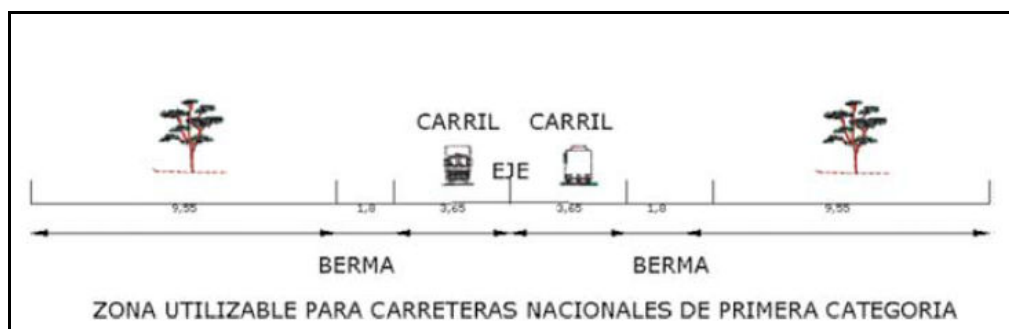 CARRIL CARRIL
EJE
9,55 1,8 3,65 3,65 1,8 9,55
BERMA BERMA
ZONA UTILIZABLE PARA CARRETERAS NACIONALES DE PRIMERA CATEGORIA